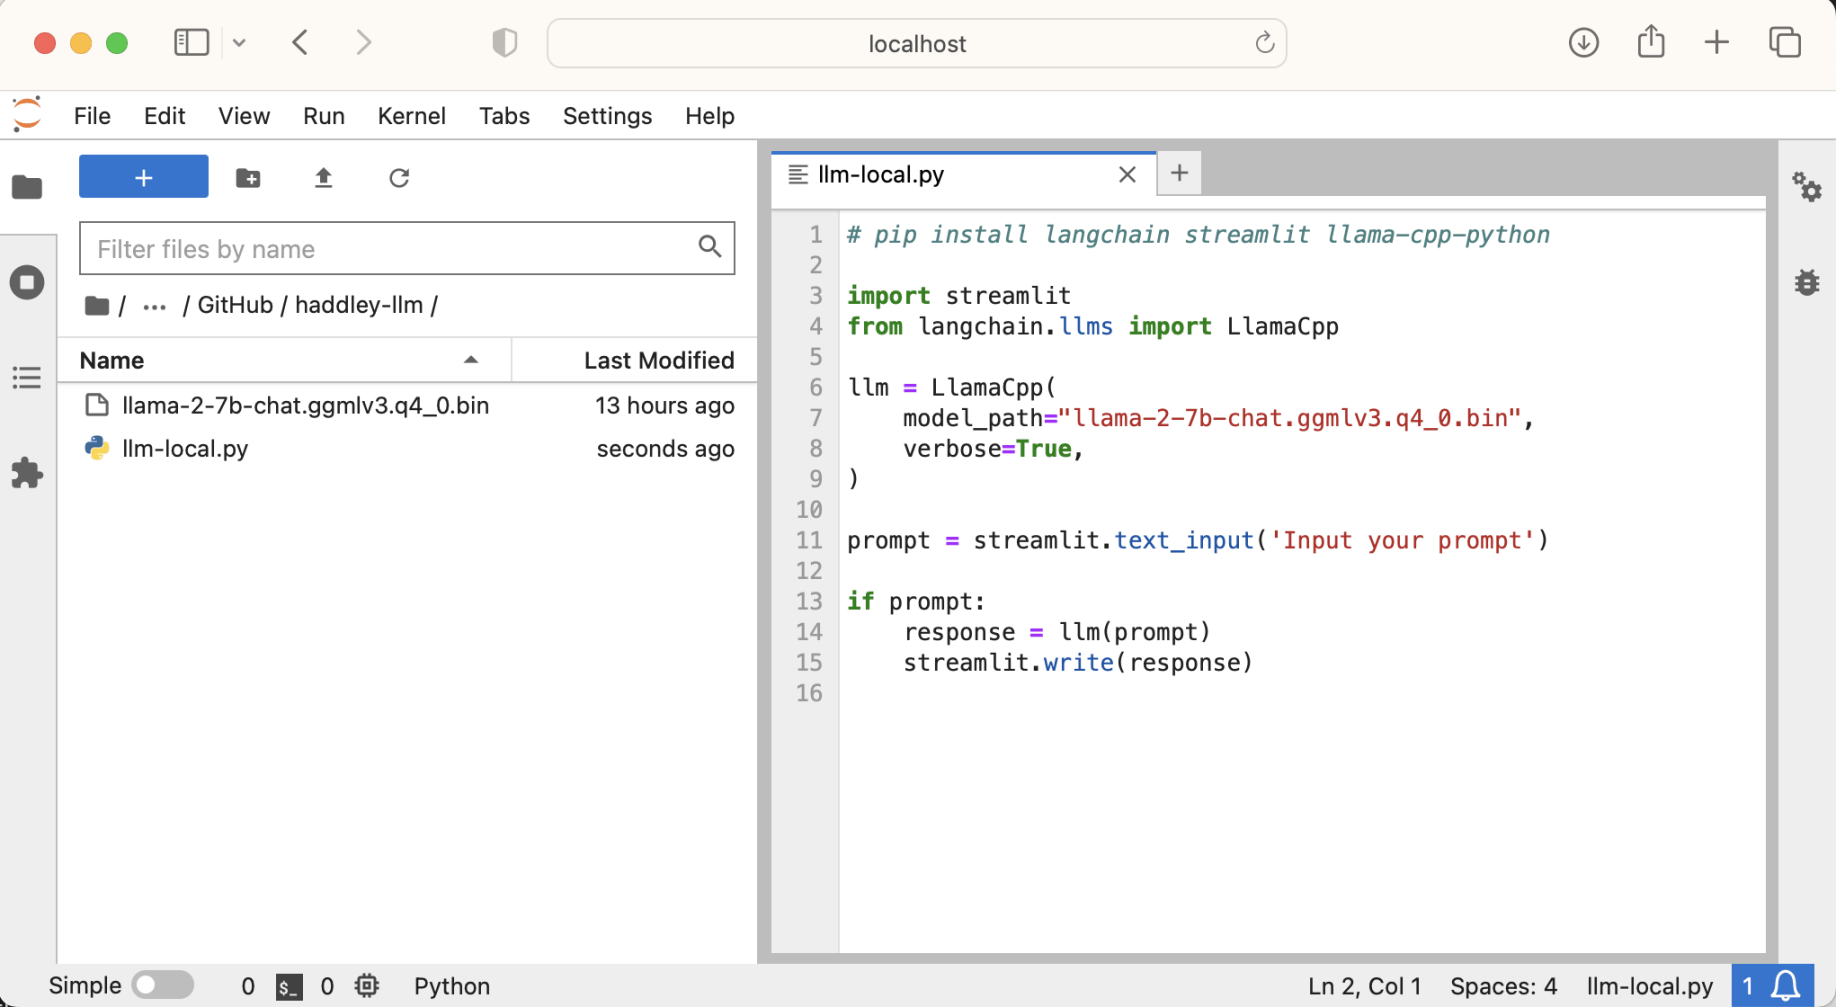 localhost
File Edit View Run Kernel Tabs Settings Help
+
Filter files by name
/ ... / GitHub / haddley-llm /
Name Last Modified
llama-2-7b-chat.ggmlv3.q4_0.bin 13 hours ago
llm-local.py seconds ago
llm-local.py
1 # pip install langchain streamlit llama-cpp-python
2
3 import streamlit
4 from langchain.llms import LlamaCpp
5
6 llm = LlamaCpp(
7     model_path="llama-2-7b-chat.ggmlv3.q4_0.bin",
8     verbose=True,
9 )
10
11 prompt = streamlit.text_input('Input your prompt')
12
13 if prompt:
14     response = llm(prompt)
15     streamlit.write(response)
16
Simple 0 $_ 0 Python Ln 2, Col 1 Spaces: 4 llm-local.py 1